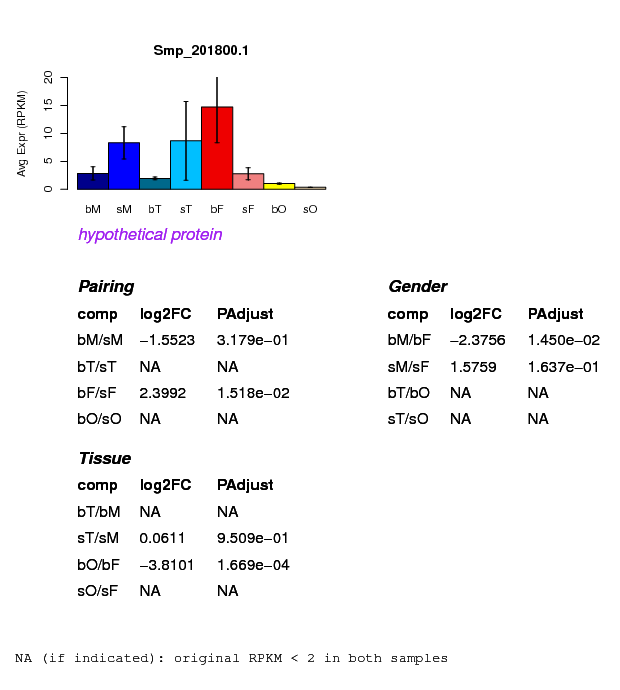 Smp_201800.1
Avg Expr (RPKM)
20
15
10
5
0
bM sM bT sT bF sF bO sO
hypothetical protein
Pairing
comp log2FC PAdjust
bM/sM −1.5523 3.179e−01
bT/sT NA NA
bF/sF 2.3992 1.518e−02
bO/sO NA NA
Gender
comp log2FC PAdjust
bM/bF −2.3756 1.450e−02
sM/sF 1.5759 1.637e−01
bT/bO NA NA
sT/sO NA NA
Tissue
comp log2FC PAdjust
bT/bM NA NA
sT/sM 0.0611 9.509e−01
bO/bF −3.8101 1.669e−04
sO/sF NA NA
NA (if indicated): original RPKM < 2 in both samples